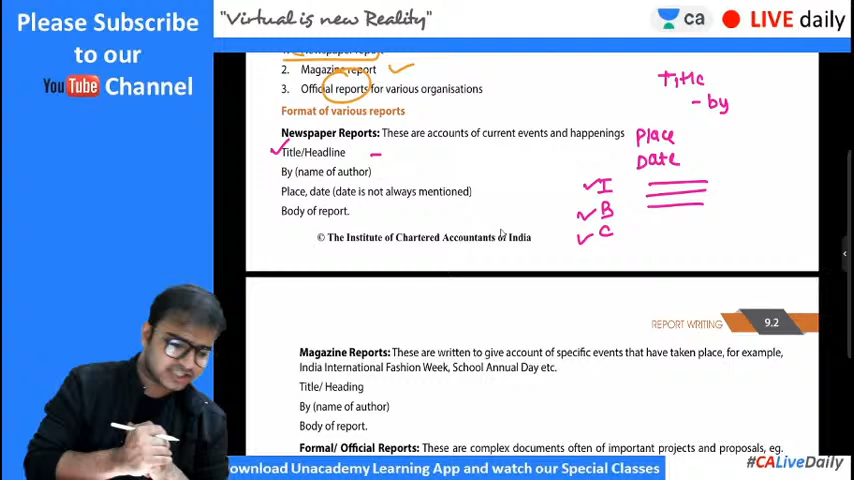 Please Subscribe
to our
YouTube Channel
"Virtual is new Reality"
ca
LIVE daily
2. Magazine report
3. Official reports for various organisations
Format of various reports
Newspaper Reports: These are accounts of current events and happenings
Title/Headline
By (name of author)
Place, date (date is not always mentioned)
Body of report.
© The Institute of Chartered Accountants of India
Title
- by
Place
Date
I
B
C
REPORT WRITING 9.2
Magazine Reports: These are written to give account of specific events that have taken place, for example,
India International Fashion Week, School Annual Day etc.
Title/ Heading
By (name of author)
Body of report.
Formal/ Official Reports: These are complex documents often of important projects and proposals, eg.
Download Unacademy Learning App and watch our Special Classes
#CALiveDaily